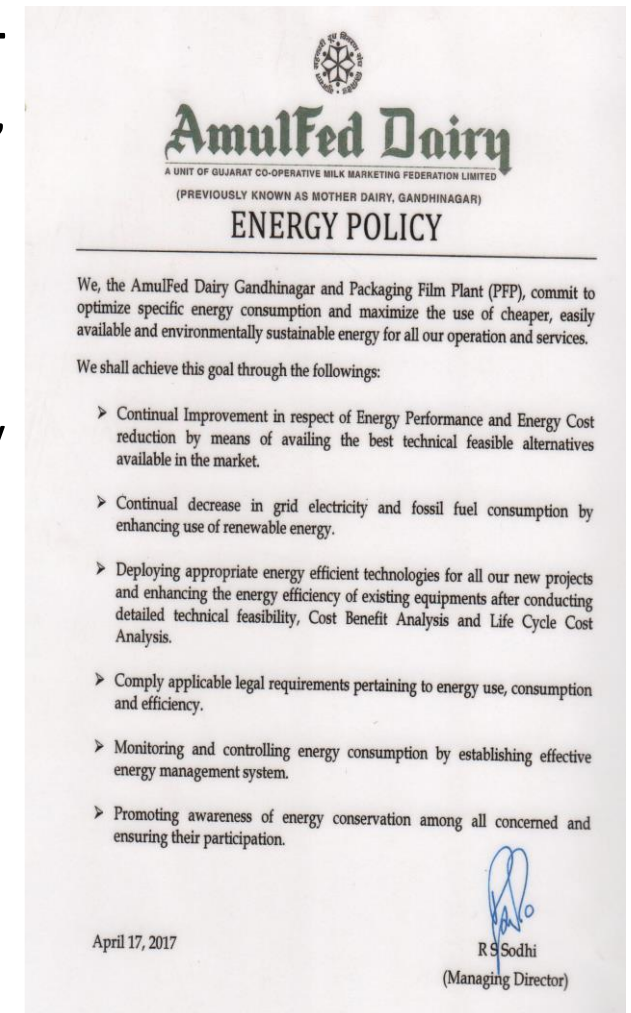 AmulFed Dairy
A UNIT OF GUJARAT CO-OPERATIVE MILK MARKETING FEDERATION LIMITED
(PREVIOUSLY KNOWN AS MOTHER DAIRY, GANDHINAGAR)
ENERGY POLICY
We, the AmulFed Dairy Gandhinagar and Packaging Film Plant (PFP), commit to
optimize specific energy consumption and maximize the use of cheaper, easily
available and environmentally sustainable energy for all our operation and services.
We shall achieve this goal through the followings:
➤ Continual Improvement in respect of Energy Performance and Energy Cost
reduction by means of availing the best technical feasible alternatives
available in the market.
➤ Continual decrease in grid electricity and fossil fuel consumption by
enhancing use of renewable energy.
➤ Deploying appropriate energy efficient technologies for all our new projects
and enhancing the energy efficiency of existing equipments after conducting
detailed technical feasibility, Cost Benefit Analysis and Life Cycle Cost
Analysis.
➤ Comply applicable legal requirements pertaining to energy use, consumption
and efficiency.
➤ Monitoring and controlling energy consumption by establishing effective
energy management system.
➤ Promoting awareness of energy conservation among all concerned and
ensuring their participation.
April 17, 2017
R S Sodhi
(Managing Director)